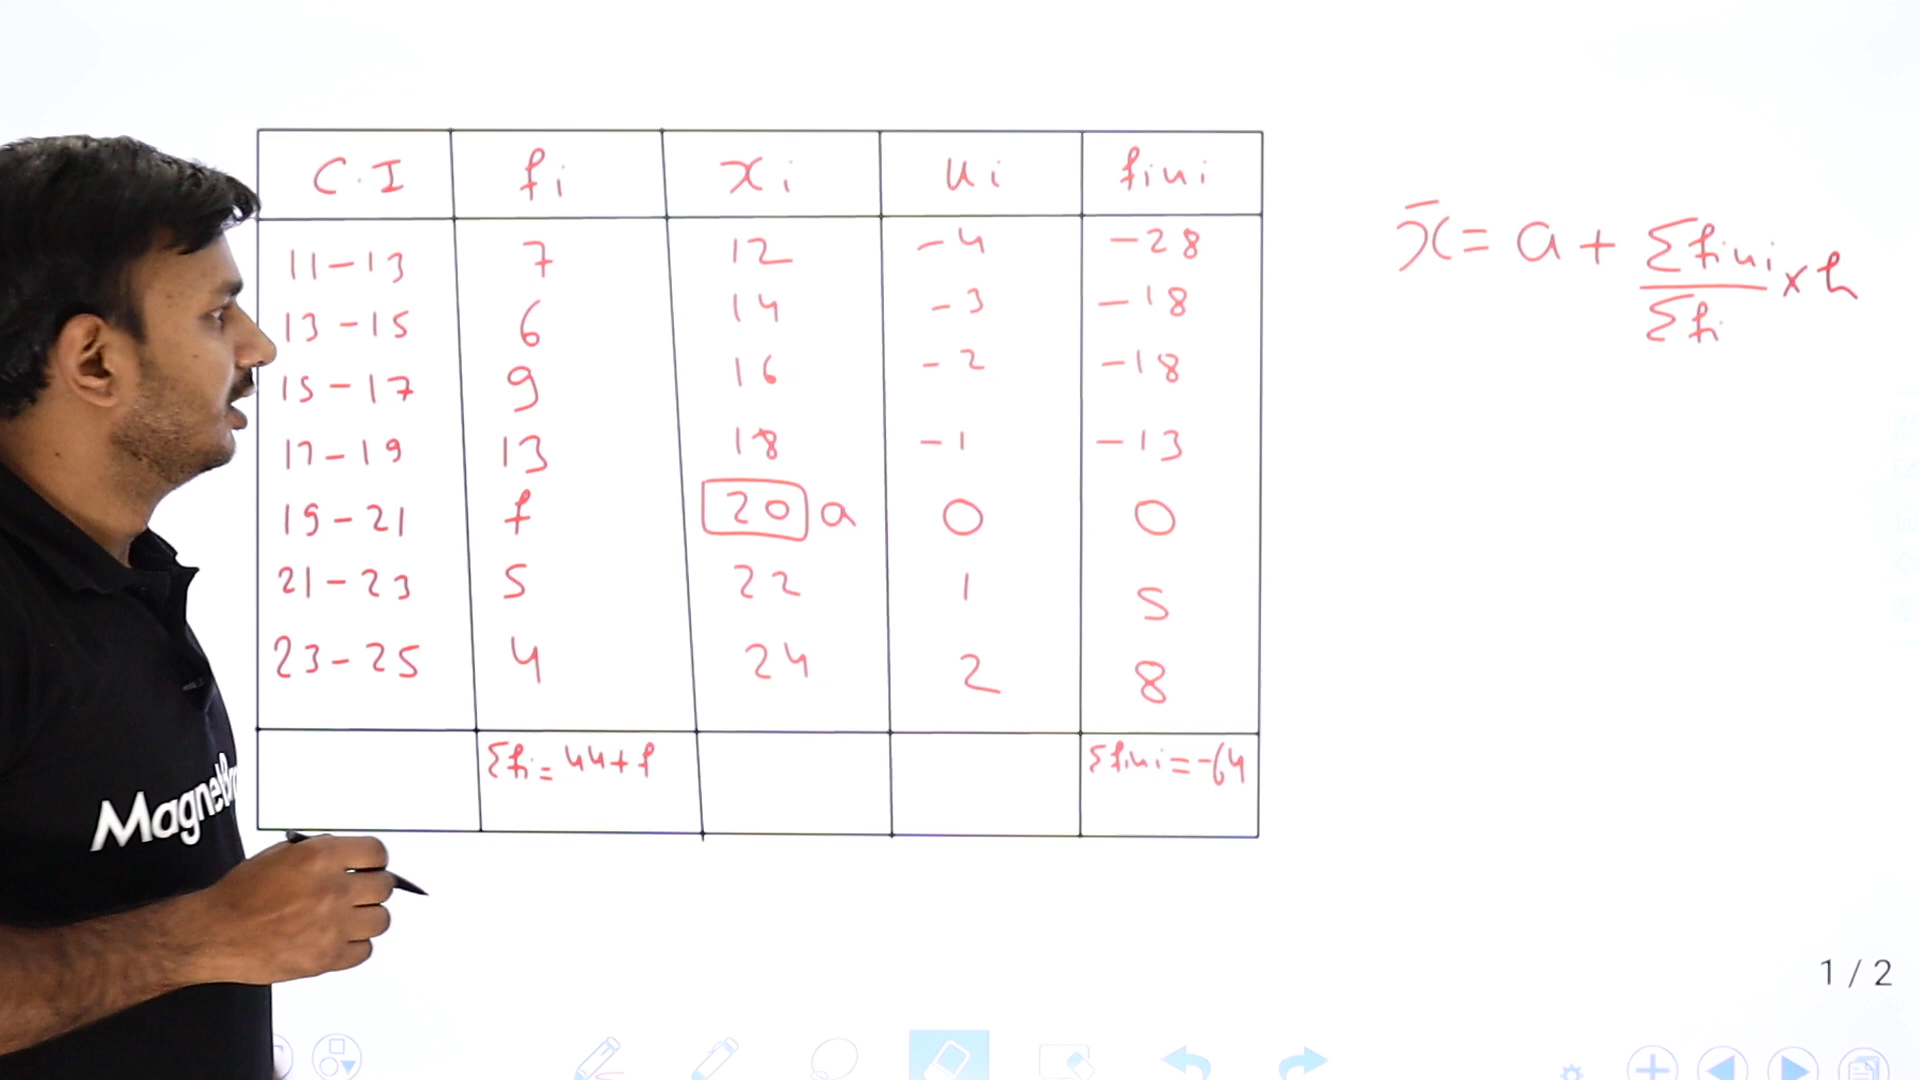 C.I fi xi ui fiui
11-13 7 12 -4 -28
13-15 6 14 -3 -18
15-17 9 16 -2 -18
17-19 13 18 -1 -13
19-21 f 20 a 0 0
21-23 5 22 1 5
23-25 4 24 2 8
Σfi = 44+f Σfiui = -64
x̄ = a + Σfiui/Σfi × h
MagnetBr
1 / 2